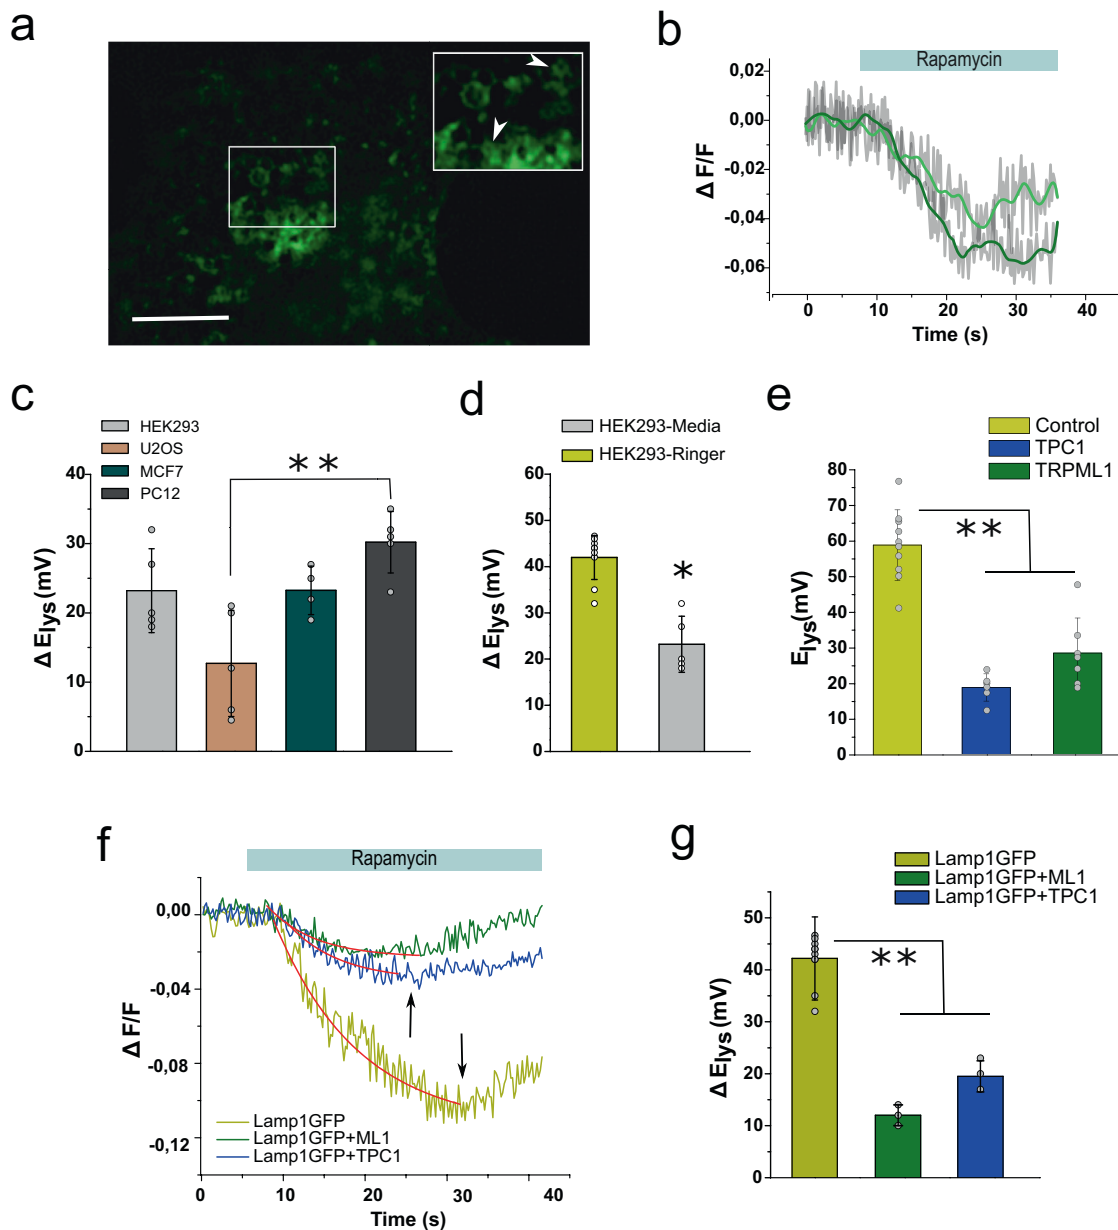 a
b
Rapamycin
0,02
0,00
-0,02
-0,04
-0,06
Δ F/F
0
10
20
30
40
Time (s)
c
HEK293
U2OS
MCF7
PC12
**
40
30
20
10
0
Δ Elys (mV)
d
HEK293-Media
HEK293-Ringer
*
60
40
20
0
Δ Elys (mV)
e
Control
TPC1
TRPML1
**
80
70
60
50
40
30
20
10
0
Elys(mV)
f
Rapamycin
0,00
-0,04
-0,08
-0,12
Δ F/F
Lamp1GFP
Lamp1GFP+ML1
Lamp1GFP+TPC1
0
10
20
30
40
Time (s)
g
Lamp1GFP
Lamp1GFP+ML1
Lamp1GFP+TPC1
**
50
40
30
20
10
0
Δ Elys (mV)